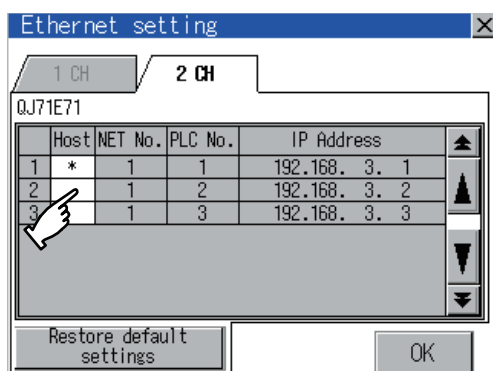 Ethernet setting
1 CH 2 CH
QJ71E71
Host NET No. PLC No. IP Address
1 * 1 1 192.168. 3. 1
2 1 2 192.168. 3. 2
3 1 3 192.168. 3. 3
Restore default
settings
OK